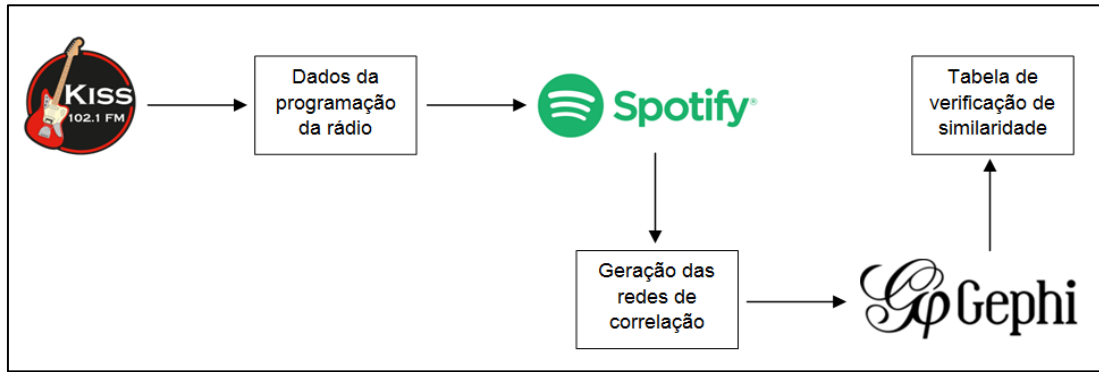 Kiss
102.1 FM
Dados da
programação
da rádio
Spotify®
Tabela de
verificação de
similaridade
Geração das
redes de
correlação
Gephi